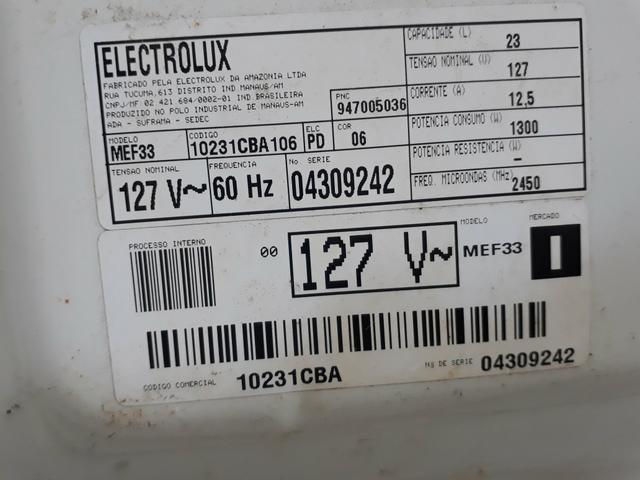 ELECTROLUX
FABRICADO PELA ELECTROLUX DA AMAZONIA LTDA
RUA TUCUMA,613 DISTRITO IND MANAUS/AM
CNPJ/MF:02 421.684/0002-01 IND BRASILEIRA
PRODUZIDO NO POLO INDUSTRIAL DE MANAUS-AM
ADA - SUFRAMA - SEDEC
PNC
947005036
MODELO
MEF33
CODIGO
10231CBA106
ELC
PD
COR
06
TENSAO NOMINAL
127 V~
FREQUENCIA
60 Hz
No. SERIE
04309242
CAPACIDADE (L)
23
TENSAO NOMINAL (V)
127
CORRENTE (A)
12,5
POTENCIA CONSUMO (W)
1300
POTENCIA RESISTENCIA (W)
-
FREQ. MICROONDAS (MHz)
2450
PROCESSO INTERNO
00
127 V~
MODELO
MEF33
MERCADO
I
CODIGO COMERCIAL
10231CBA
Nº DE SERIE
04309242